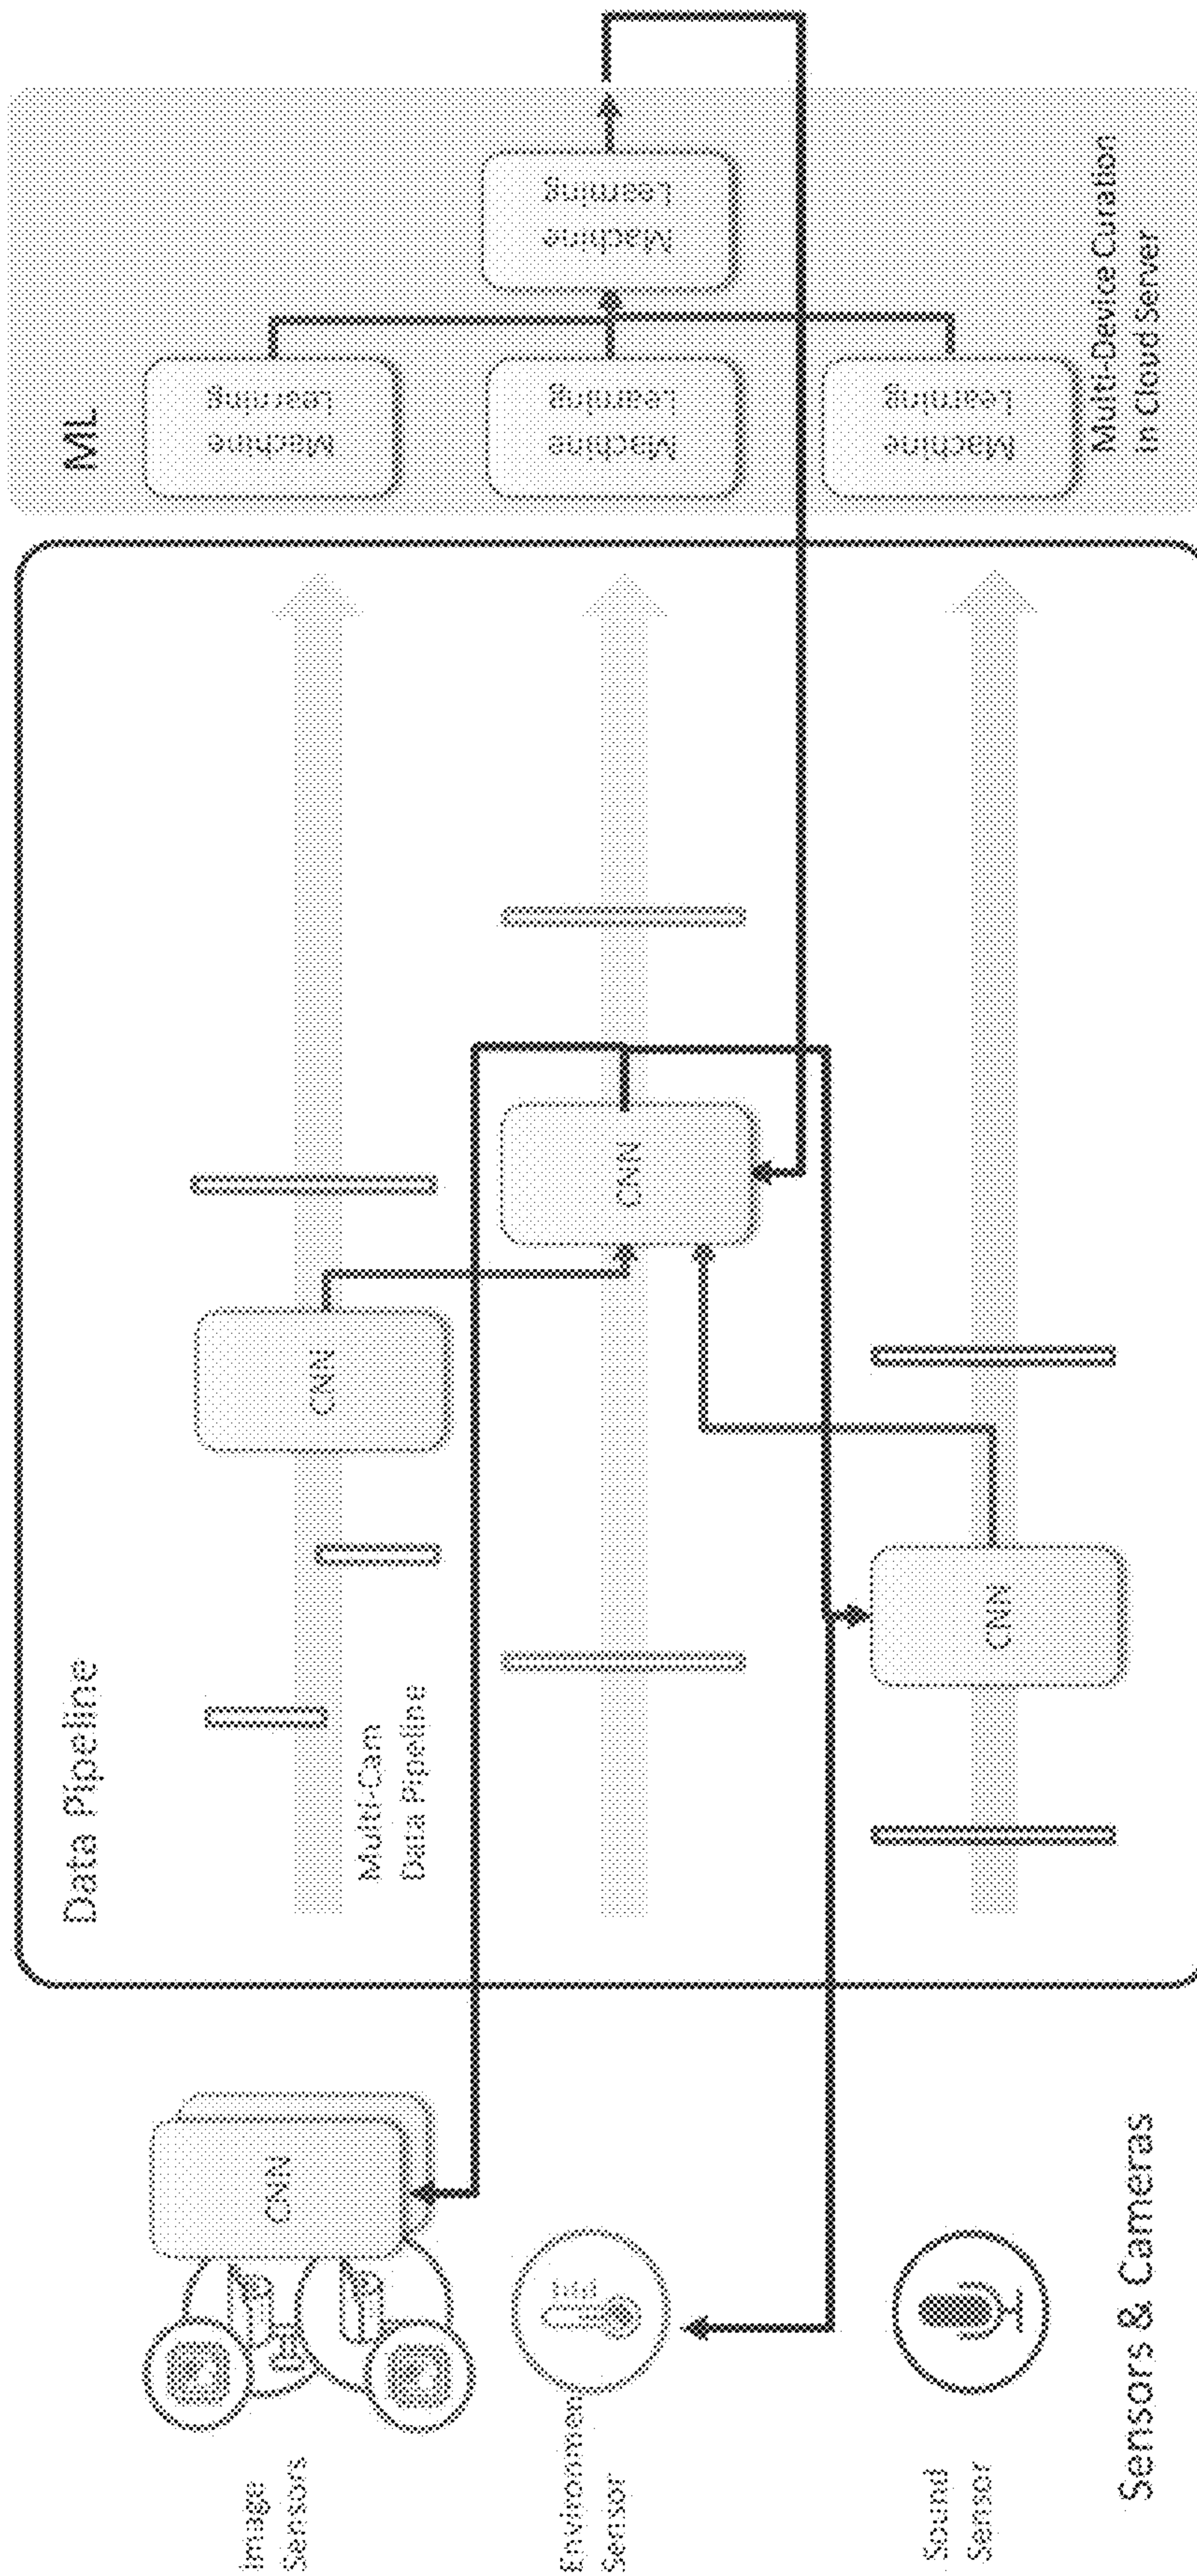 Data Pipeline
ML
Image
Sensors
CNN
Multi-Cam
Data Pipeline
CNN
Machine
Learning
Environmen
Sensor
CNN
Machine
Learning
Machine
Learning
Sound
Sensor
CNN
Machine
Learning
Sensors & Cameras
Multi-Device Curation
in Cloud Server